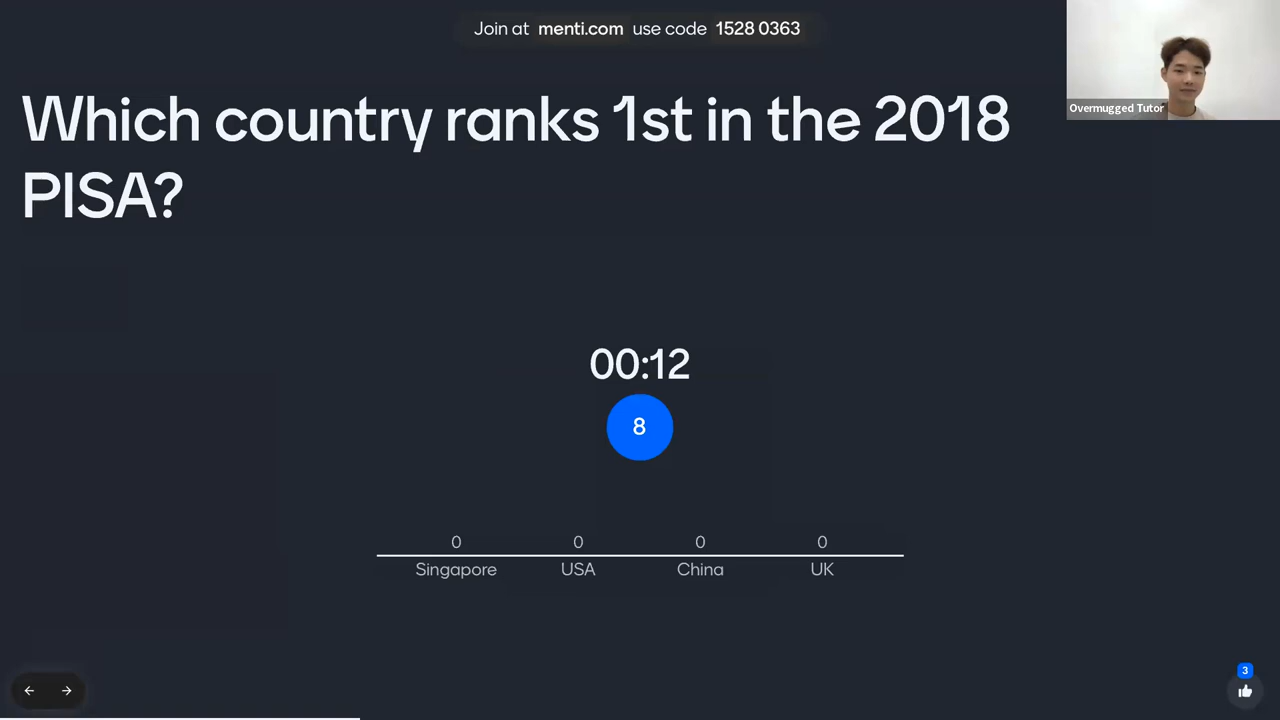 Join at menti.com use code 1528 0363
Overmugged Tutor
Which country ranks 1st in the 2018
PISA?
00:12
8
0 0 0 0
Singapore USA China UK
3